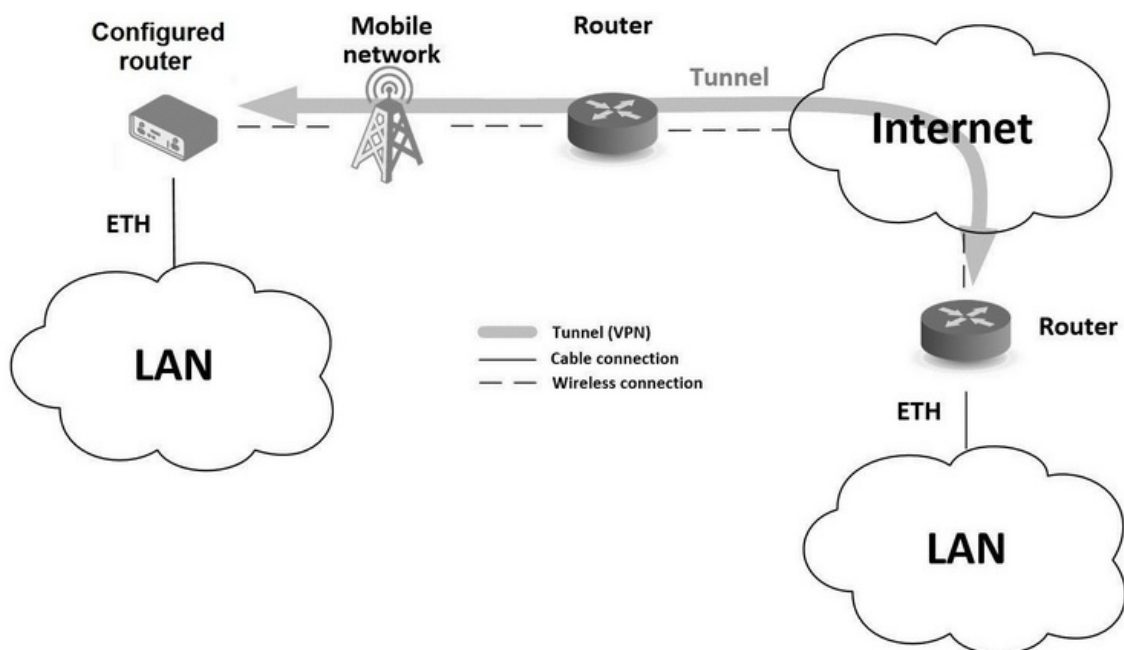 Configured
router
Mobile
network
Router
Tunnel
Internet
ETH
LAN
Tunnel (VPN)
Cable connection
Wireless connection
Router
ETH
LAN